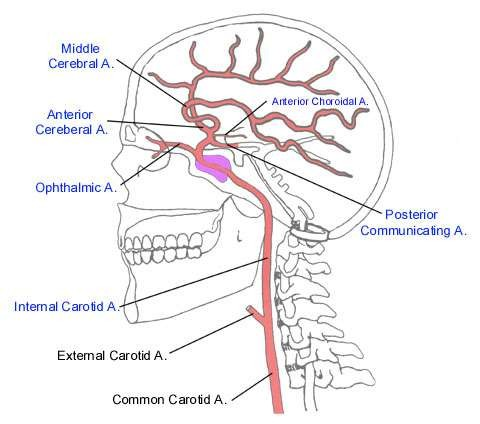 Middle
Cerebral A.
Anterior Choroidal A.
Anterior
Cereberal A.
Ophthalmic A.
Posterior
Communicating A.
Internal Carotid A.
External Carotid A.
Common Carotid A.